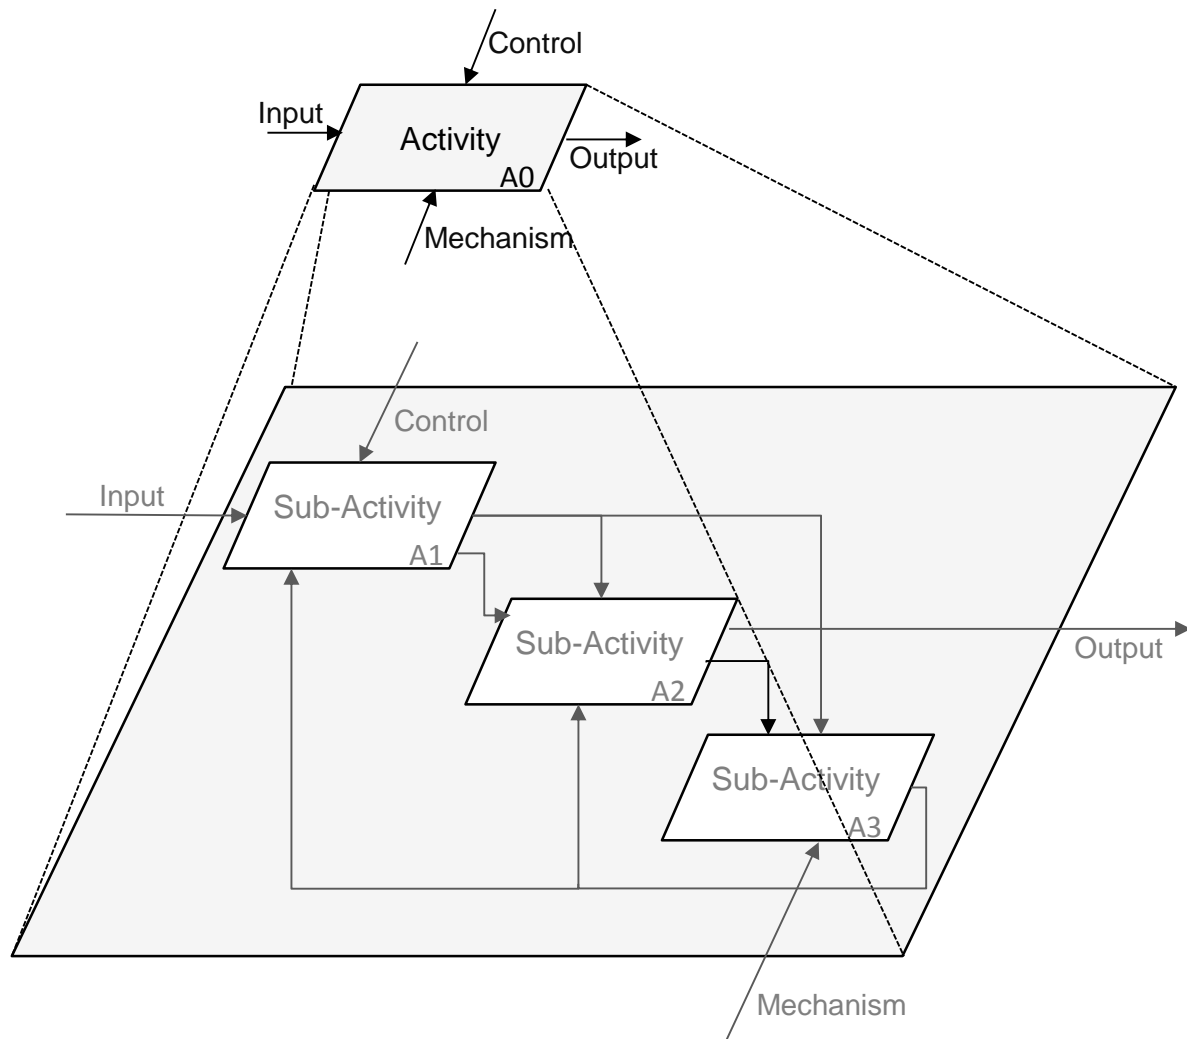 Control
Input
Activity
Output
A0
Mechanism
Control
Input
Sub-Activity
A1
Sub-Activity
Output
A2
Sub-Activity
A3
Mechanism